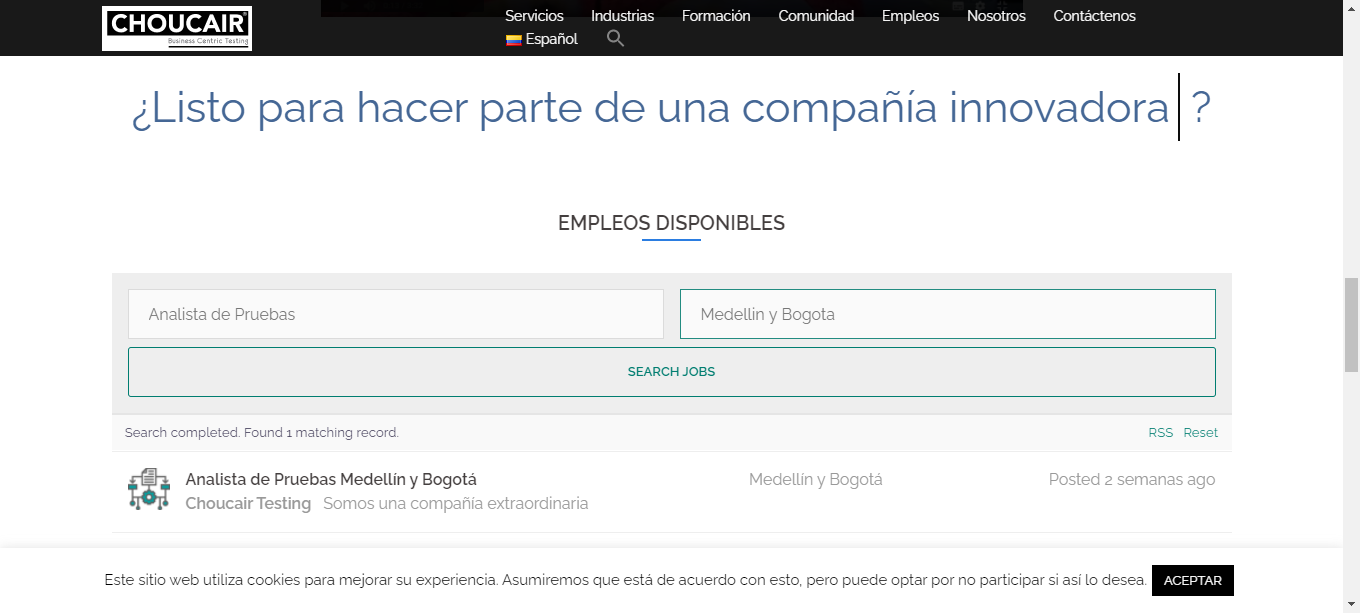 CHOUCAIR
Business Centric Testing
Servicios Industrias Formación Comunidad Empleos Nosotros Contáctenos
Español
¿Listo para hacer parte de una compañía innovadora ?
EMPLEOS DISPONIBLES
Analista de Pruebas Medellin y Bogota
SEARCH JOBS
Search completed. Found 1 matching record. RSS Reset
Analista de Pruebas Medellín y Bogotá Medellín y Bogotá Posted 2 semanas ago
Choucair Testing Somos una compañía extraordinaria
Este sitio web utiliza cookies para mejorar su experiencia. Asumiremos que está de acuerdo con esto, pero puede optar por no participar si así lo desea. ACEPTAR